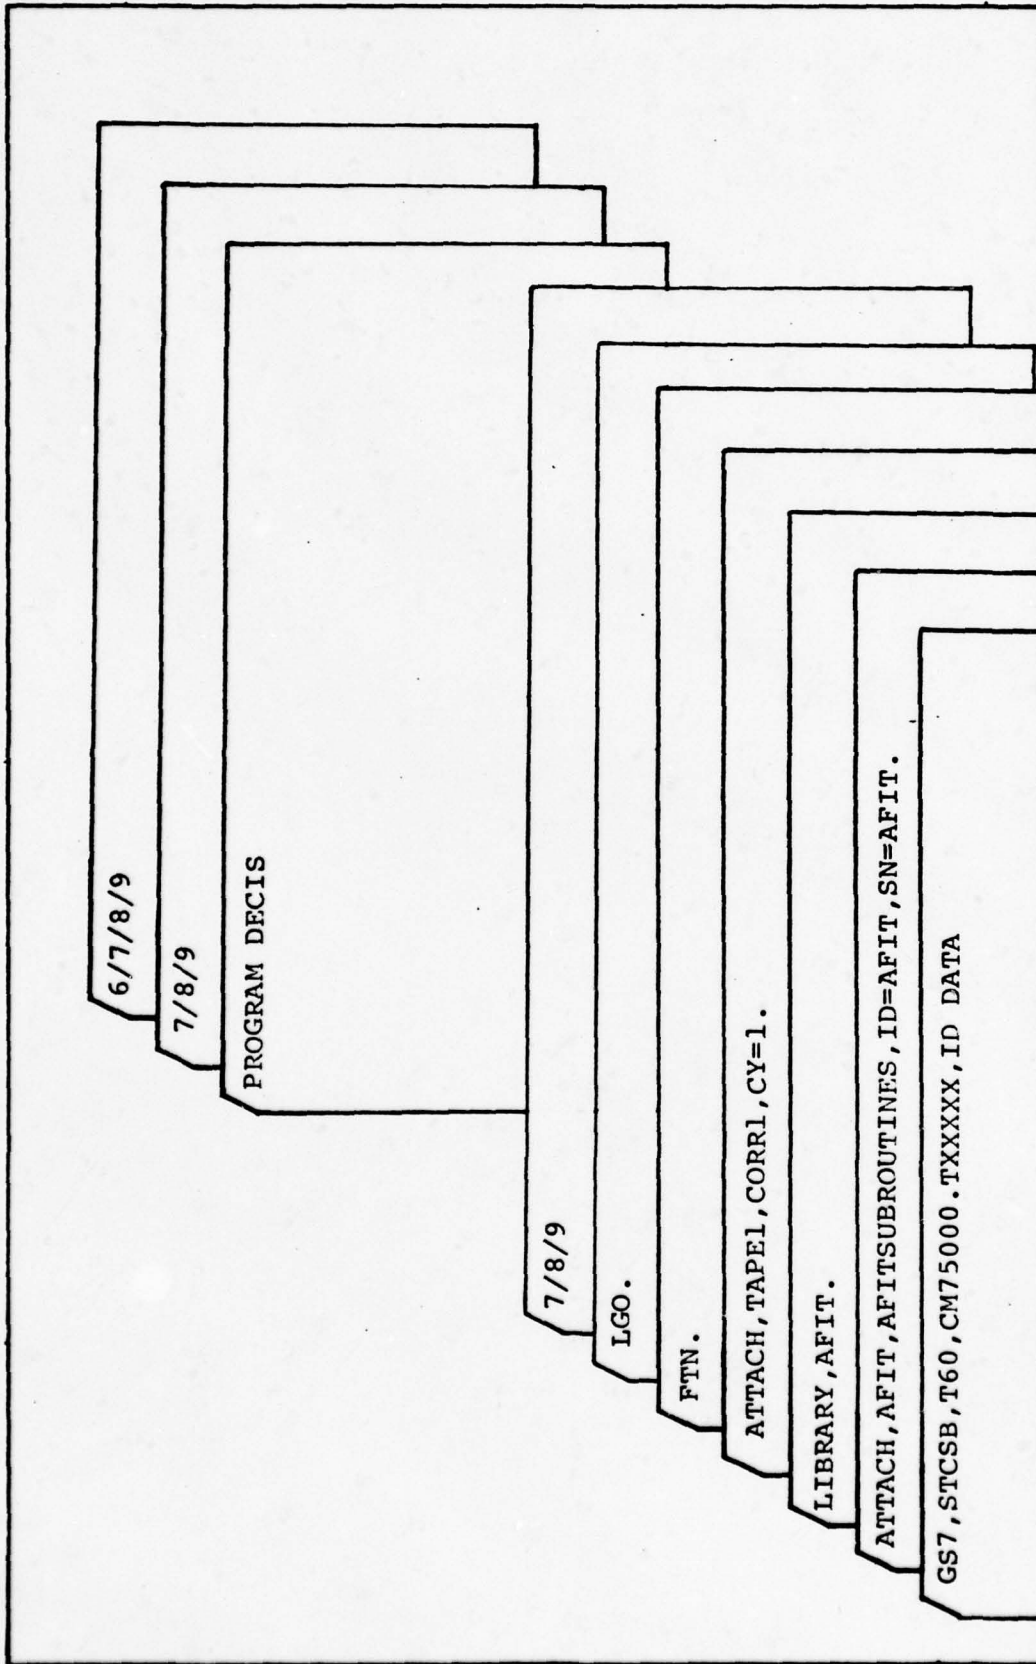 6/7/8/9
7/8/9
PROGRAM DECIS
7/8/9
LGO.
FTN.
ATTACH,TAPE1,CORR1,CY=1.
LIBRARY,AFIT.
ATTACH,AFIT,AFITSUBROUTINES,ID=AFIT,SN=AFIT.
GS7,STCSB,T60,CM75000.TXXXXX,ID DATA